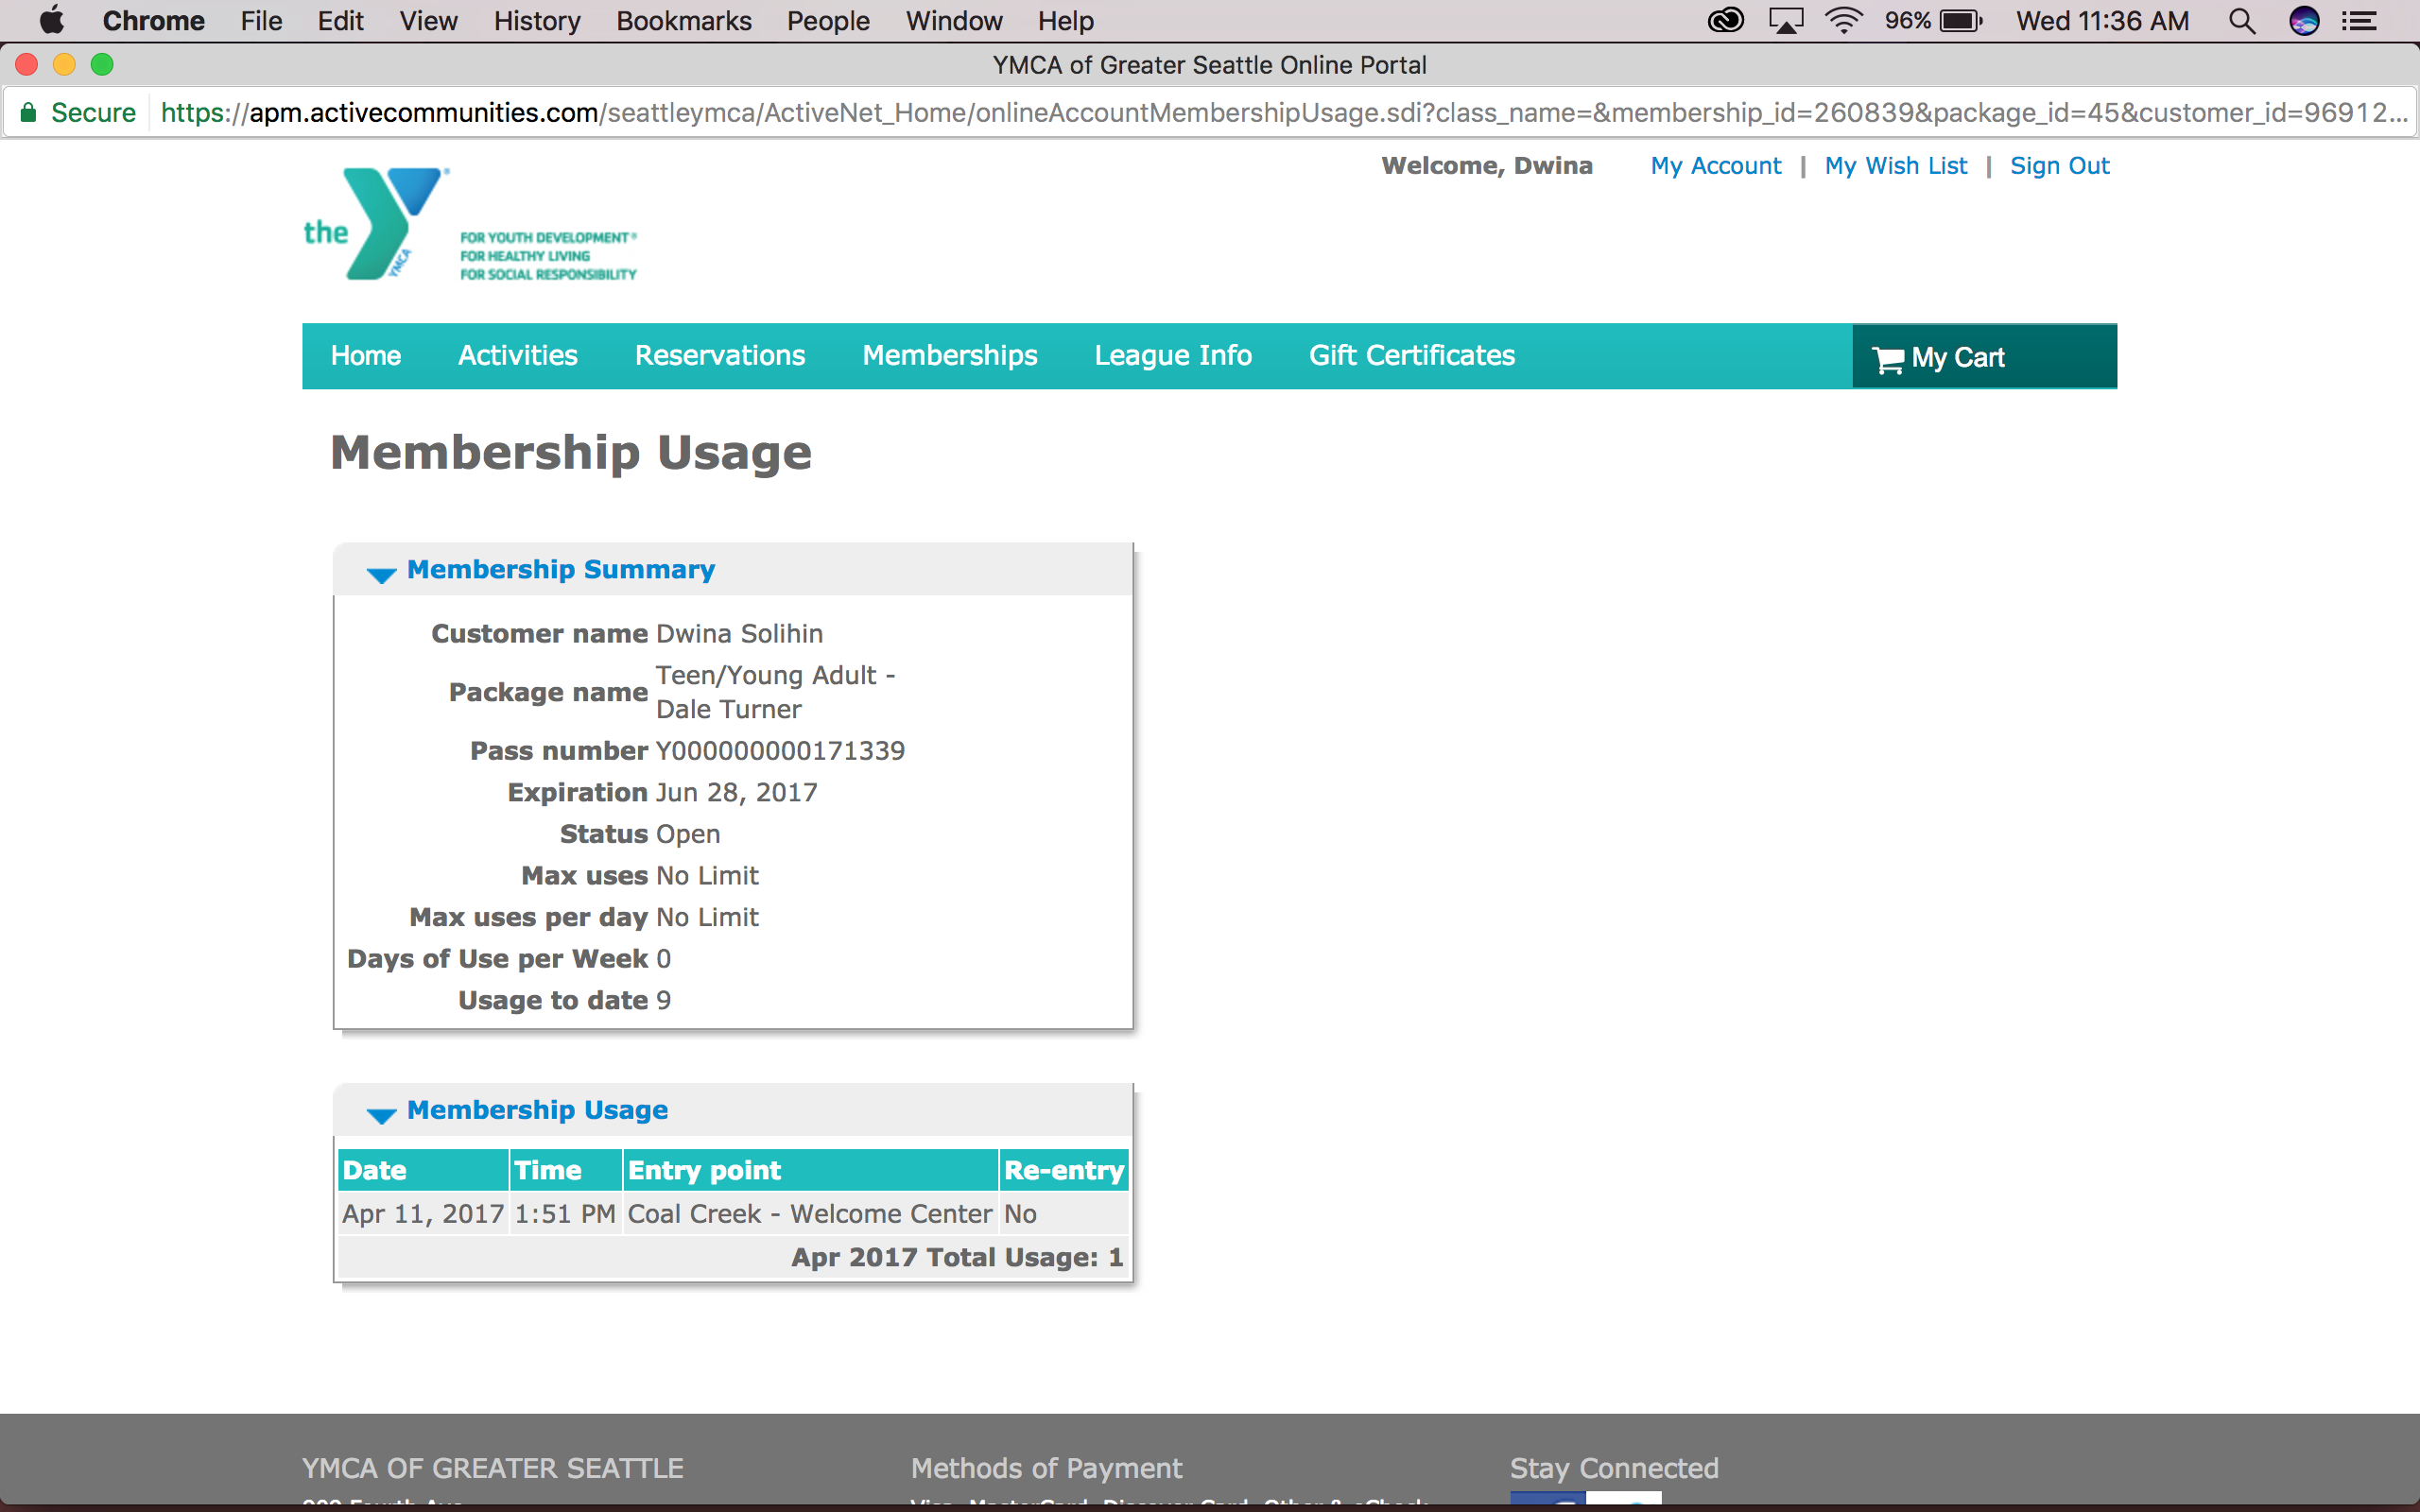 Chrome File Edit View History Bookmarks People Window Help 96% Wed 11:36 AM
YMCA of Greater Seattle Online Portal
Secure https://apm.activecommunities.com/seattleymca/ActiveNet_Home/onlineAccountMembershipUsage.sdi?class_name=&membership_id=260839&package_id=45&customer_id=96912...
Welcome, Dwina My Account | My Wish List | Sign Out
the YMCA
FOR YOUTH DEVELOPMENT®
FOR HEALTHY LIVING
FOR SOCIAL RESPONSIBILITY
Home Activities Reservations Memberships League Info Gift Certificates My Cart
Membership Usage
Membership Summary
Customer name Dwina Solihin
Package name Teen/Young Adult -
Dale Turner
Pass number Y000000000171339
Expiration Jun 28, 2017
Status Open
Max uses No Limit
Max uses per day No Limit
Days of Use per Week 0
Usage to date 9
Membership Usage
Date Time Entry point Re-entry
Apr 11, 2017 1:51 PM Coal Creek - Welcome Center No
Apr 2017 Total Usage: 1
YMCA OF GREATER SEATTLE Methods of Payment Stay Connected